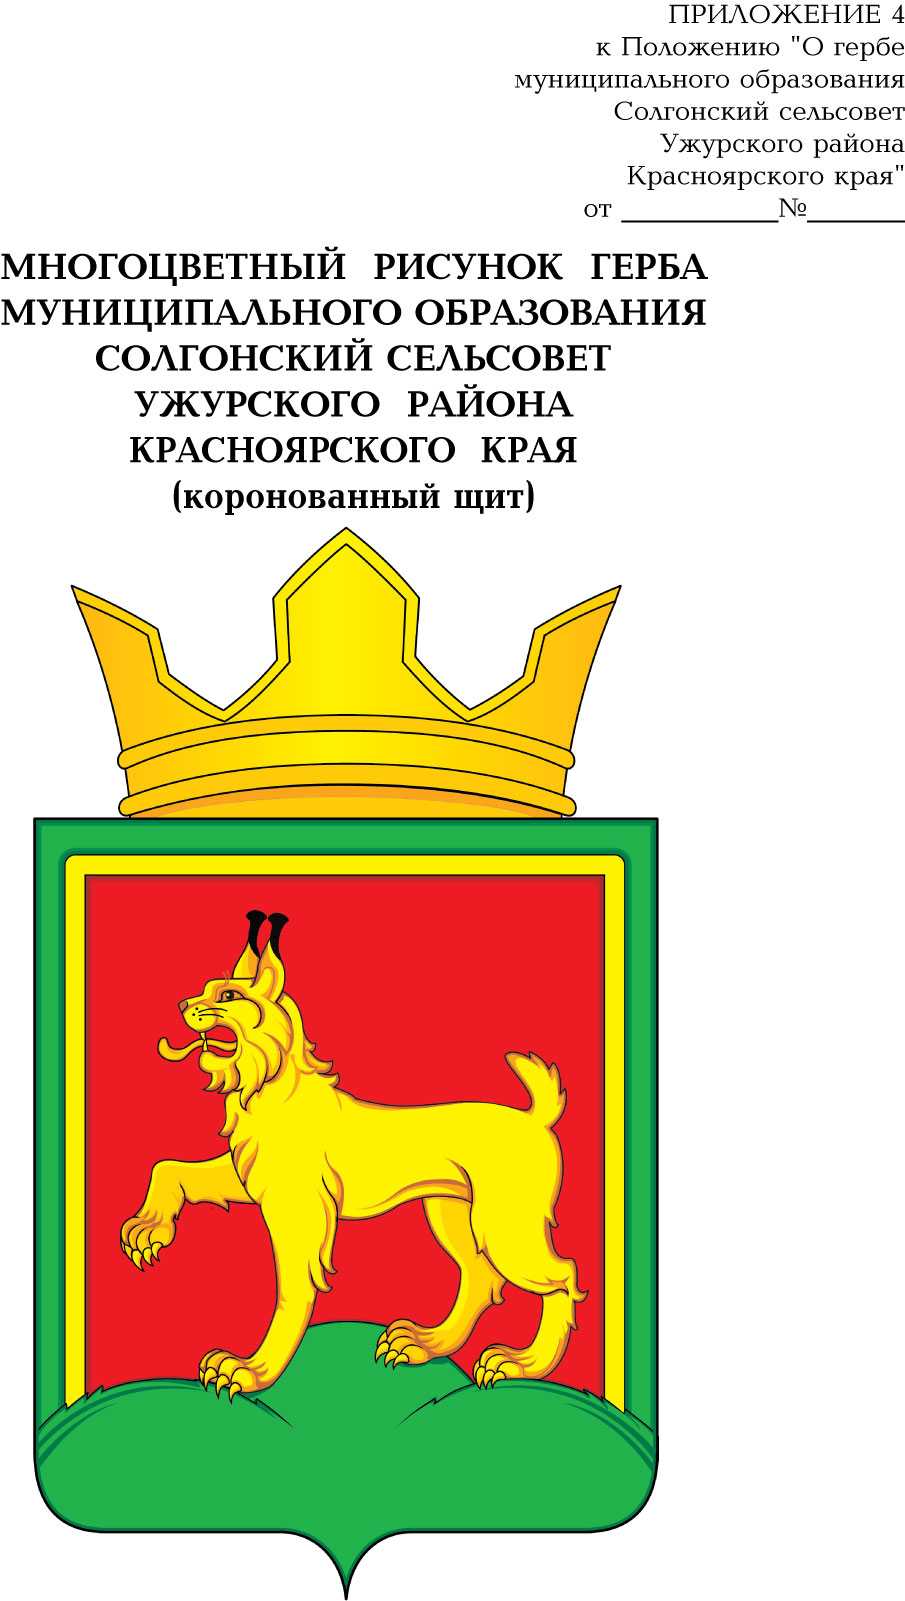 ПРИЛОЖЕНИЕ 4
к Положению "О гербе
муниципального образования
Солгонский сельсовет
Ужурского района
Красноярского края"
от ____________№________
МНОГОЦВЕТНЫЙ РИСУНОК ГЕРБА
МУНИЦИПАЛЬНОГО ОБРАЗОВАНИЯ
СОЛГОНСКИЙ СЕЛЬСОВЕТ
УЖУРСКОГО РАЙОНА
КРАСНОЯРСКОГО КРАЯ
(коронованный щит)